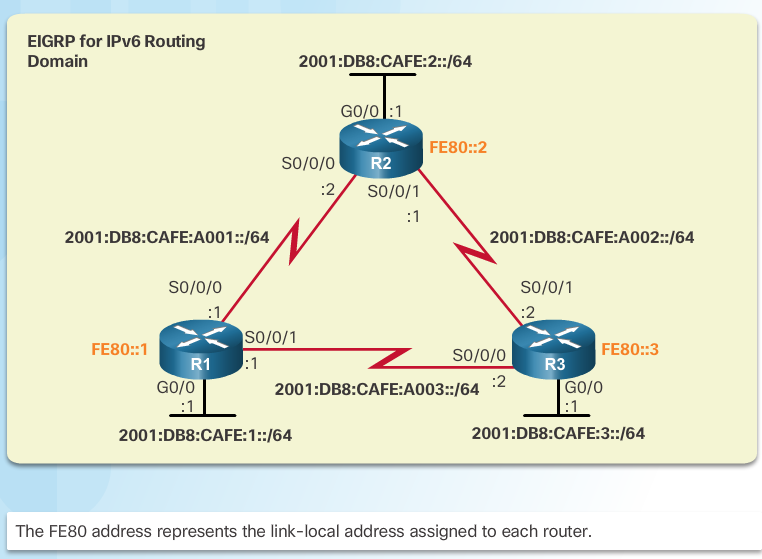 EIGRP for IPv6 Routing
Domain
2001:DB8:CAFE:2::/64
G0/0 :1
R2
FE80::2
S0/0/0
:2
S0/0/1
:1
2001:DB8:CAFE:A001::/64
2001:DB8:CAFE:A002::/64
S0/0/0
:1
S0/0/1
:2
FE80::1
R1
S0/0/1
:1
S0/0/0
:2
R3
FE80::3
2001:DB8:CAFE:A003::/64
G0/0
:1
G0/0
:1
2001:DB8:CAFE:1::/64
2001:DB8:CAFE:3::/64
The FE80 address represents the link-local address assigned to each router.